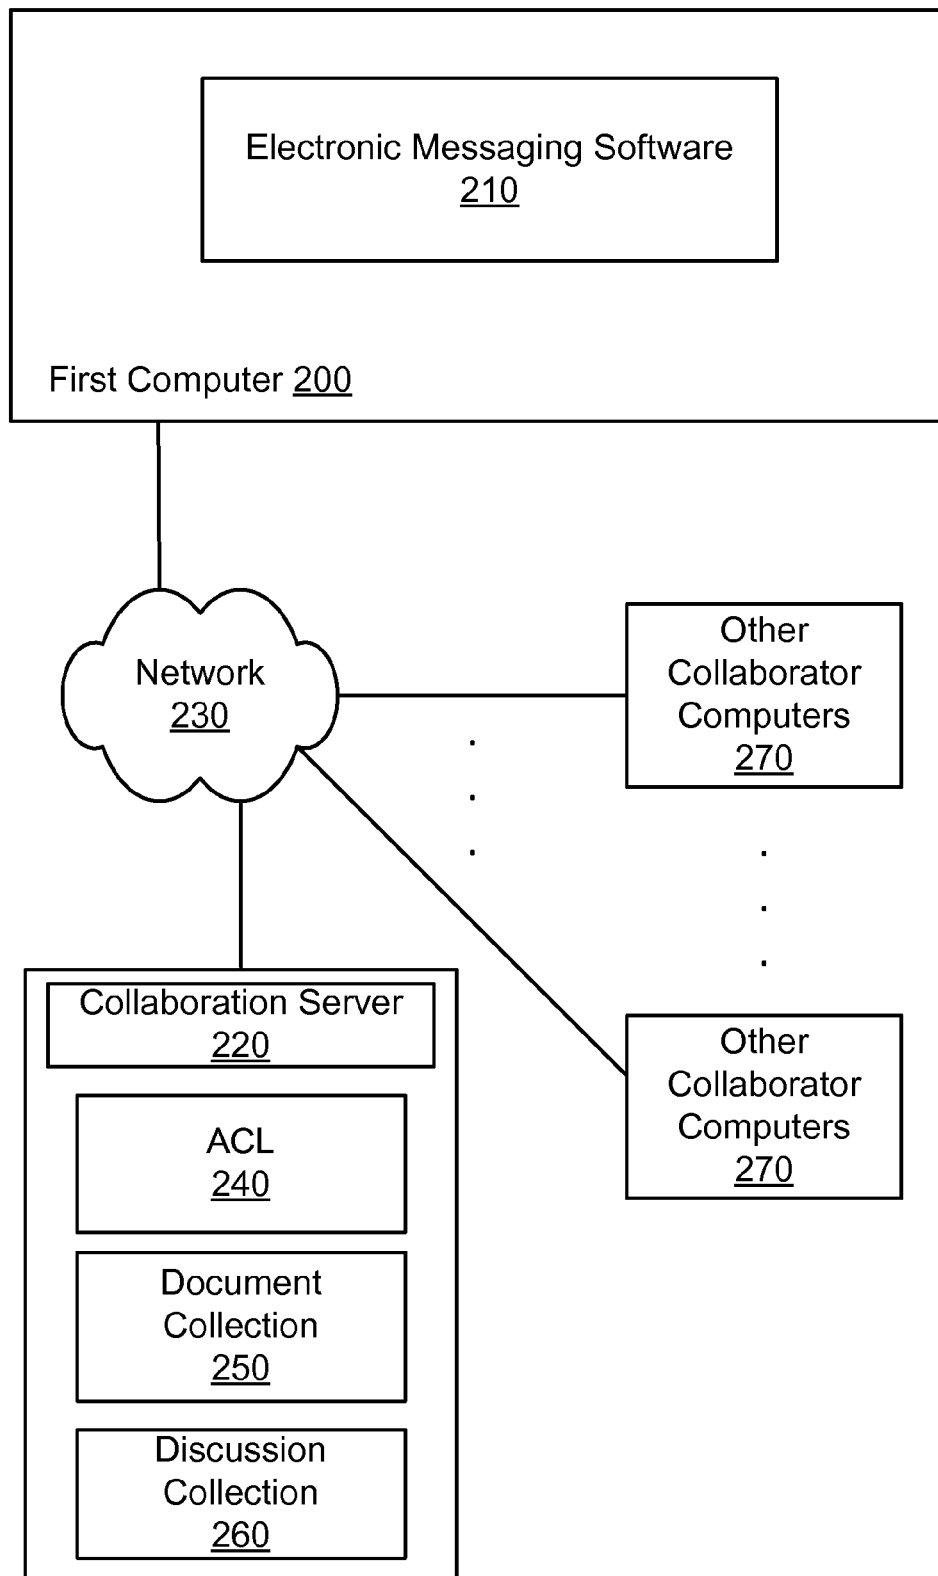 Electronic Messaging Software
210
First Computer 200
Network
230
Other
Collaborator
Computers
270
Collaboration Server
220
ACL
240
Document
Collection
250
Discussion
Collection
260
Other
Collaborator
Computers
270